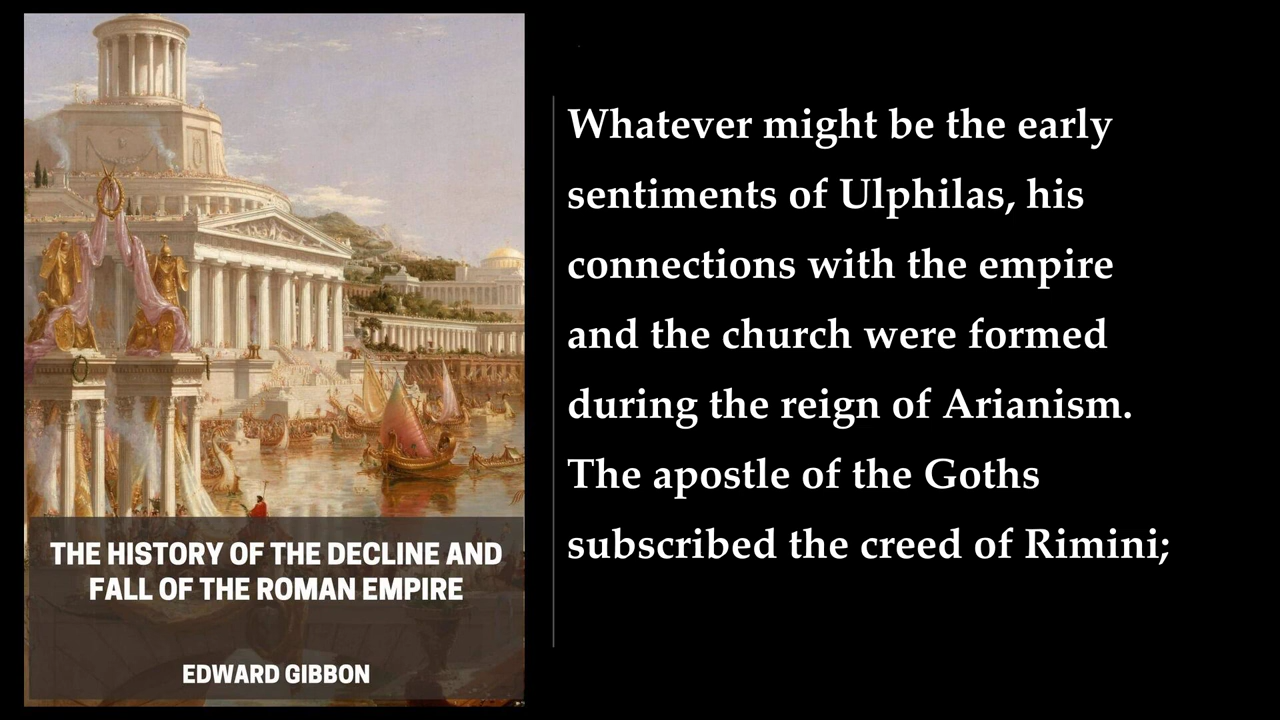 THE HISTORY OF THE DECLINE AND
FALL OF THE ROMAN EMPIRE
EDWARD GIBBON
Whatever might be the early
sentiments of Ulphilas, his
connections with the empire
and the church were formed
during the reign of Arianism.
The apostle of the Goths
subscribed the creed of Rimini;